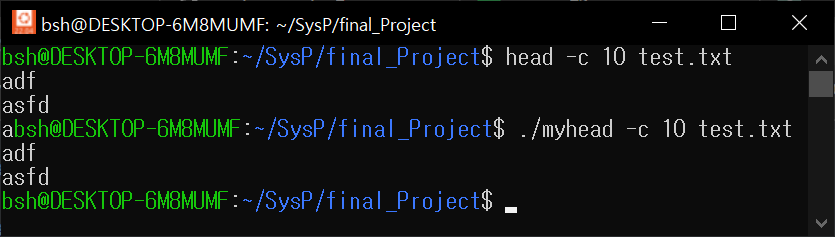 bsh@DESKTOP-6M8MUMF: ~/SysP/final_Project
bsh@DESKTOP-6M8MUMF:~/SysP/final_Project$ head -c 10 test.txt
adf
asfd
absh@DESKTOP-6M8MUMF:~/SysP/final_Project$ ./myhead -c 10 test.txt
adf
asfd
bsh@DESKTOP-6M8MUMF:~/SysP/final_Project$